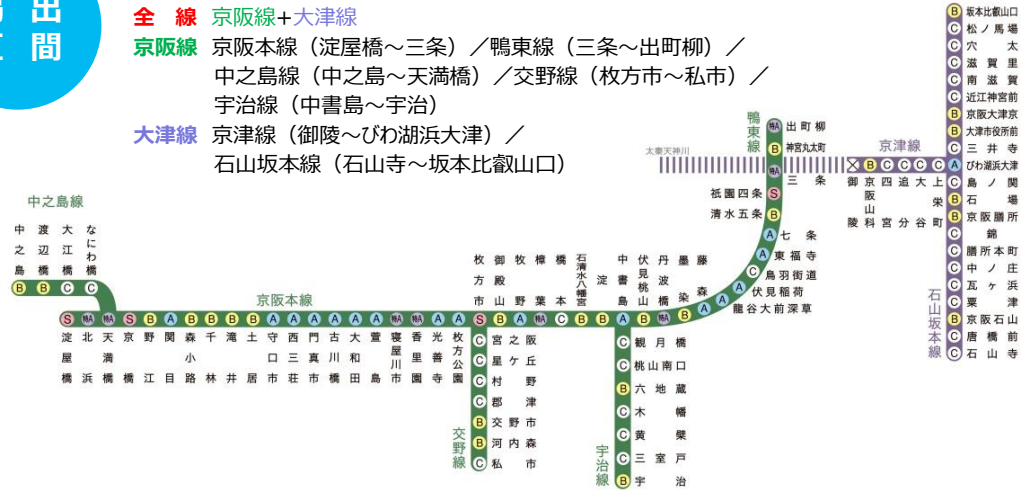 出
間
全 線 京阪線+大津線
京阪線 京阪本線（淀屋橋～三条）／鴨東線（三条～出町柳）／
中之島線（中之島～天満橋）／交野線（枚方市～私市）／
宇治線（中書島～宇治）
大津線 京津線（御陵～びわ湖浜大津）／
石山坂本線（石山寺～坂本比叡山口）
中之島線
中之島 B
渡辺橋 B
大江橋 C
なにわ橋 C
京阪本線
S 淀屋橋
特A 北浜
特A 天満橋
S 京橋
B 野江
A 関目
B 森小路
B 千林
B 滝井
B 土居
A 守口市
A 西三荘
A 門真市
A 古川橋
A 大和田
A 萱島
特A 寝屋川市
特A 香里園
A 光善寺
A 枚方公園
枚方市 S
御殿山 B
牧野 A
樟葉 特A
橋本 C
石清水八幡宮 B
淀 B
中書島 A
伏見桃山 B
丹波橋 特A
墨染 B
藤森 A
A 龍谷大前深草
A 伏見稲荷
C 鳥羽街道
A 東福寺
A 七条
清水五条 B
祇園四条 S
特A 三条
B 神宮丸太町
特A 出町柳
鴨東線
交野線
C 宮之阪
C 星ケ丘
C 村野
C 郡津
B 交野市
B 河内森
C 私市
宇治線
C 観月橋
C 桃山南口
B 六地蔵
C 木幡
C 黄檗
C 三室戸
B 宇治
太秦天神川
京津線
御陵
B 京阪山科
C 四宮
C 追分
C 大谷
C 上栄町
石山坂本線
B 坂本比叡山口
C 松ノ馬場
C 穴太
C 滋賀里
C 南滋賀
C 近江神宮前
B 京阪大津京
B 大津市役所前
C 三井寺
A びわ湖浜大津
C 島ノ関
B 石場
B 京阪膳所
C 錦
C 膳所本町
C 中ノ庄
C 瓦ヶ浜
C 粟津
B 京阪石山
C 唐橋前
C 石山寺